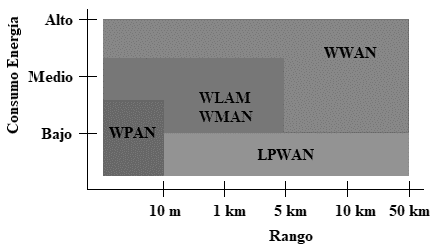 Alto
Consumo Energía
Medio
Bajo
WWAN
WLAM
WMAN
WPAN
LPWAN
10 m
1 km
5 km
10 km
50 km
Rango